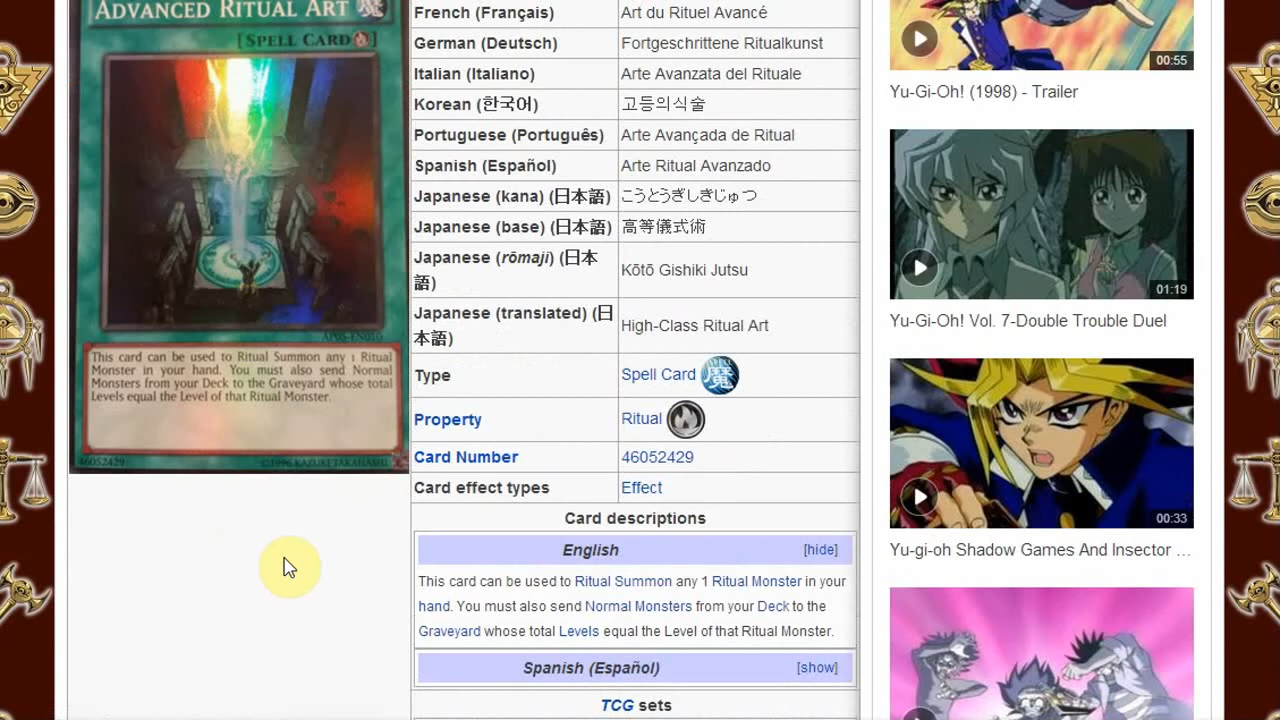 ADVANCED RITUAL ART 魔
[SPELL CARD]
AP05-EN010
This card can be used to Ritual Summon any 1 Ritual
Monster in your hand. You must also send Normal
Monsters from your Deck to the Graveyard whose total
Levels equal the Level of that Ritual Monster.
46052429
©1996 KAZUKI TAKAHASHI
French (Français) Art du Rituel Avancé
German (Deutsch) Fortgeschrittene Ritualkunst
Italian (Italiano) Arte Avanzata del Rituale
Korean (한국어) 고등의식술
Portuguese (Português) Arte Avançada de Ritual
Spanish (Español) Arte Ritual Avanzado
Japanese (kana) (日本語) こうとうぎしきじゅつ
Japanese (base) (日本語) 高等儀式術
Japanese (rōmaji) (日本
語) Kōtō Gishiki Jutsu
Japanese (translated) (日
本語) High-Class Ritual Art
Type Spell Card 魔
Property Ritual
Card Number 46052429
Card effect types Effect
Card descriptions
English [hide]
This card can be used to Ritual Summon any 1 Ritual Monster in your
hand. You must also send Normal Monsters from your Deck to the
Graveyard whose total Levels equal the Level of that Ritual Monster.
Spanish (Español) [show]
TCG sets
00:55
Yu-Gi-Oh! (1998) - Trailer
01:19
Yu-Gi-Oh! Vol. 7-Double Trouble Duel
00:33
Yu-gi-oh Shadow Games And Insector ...